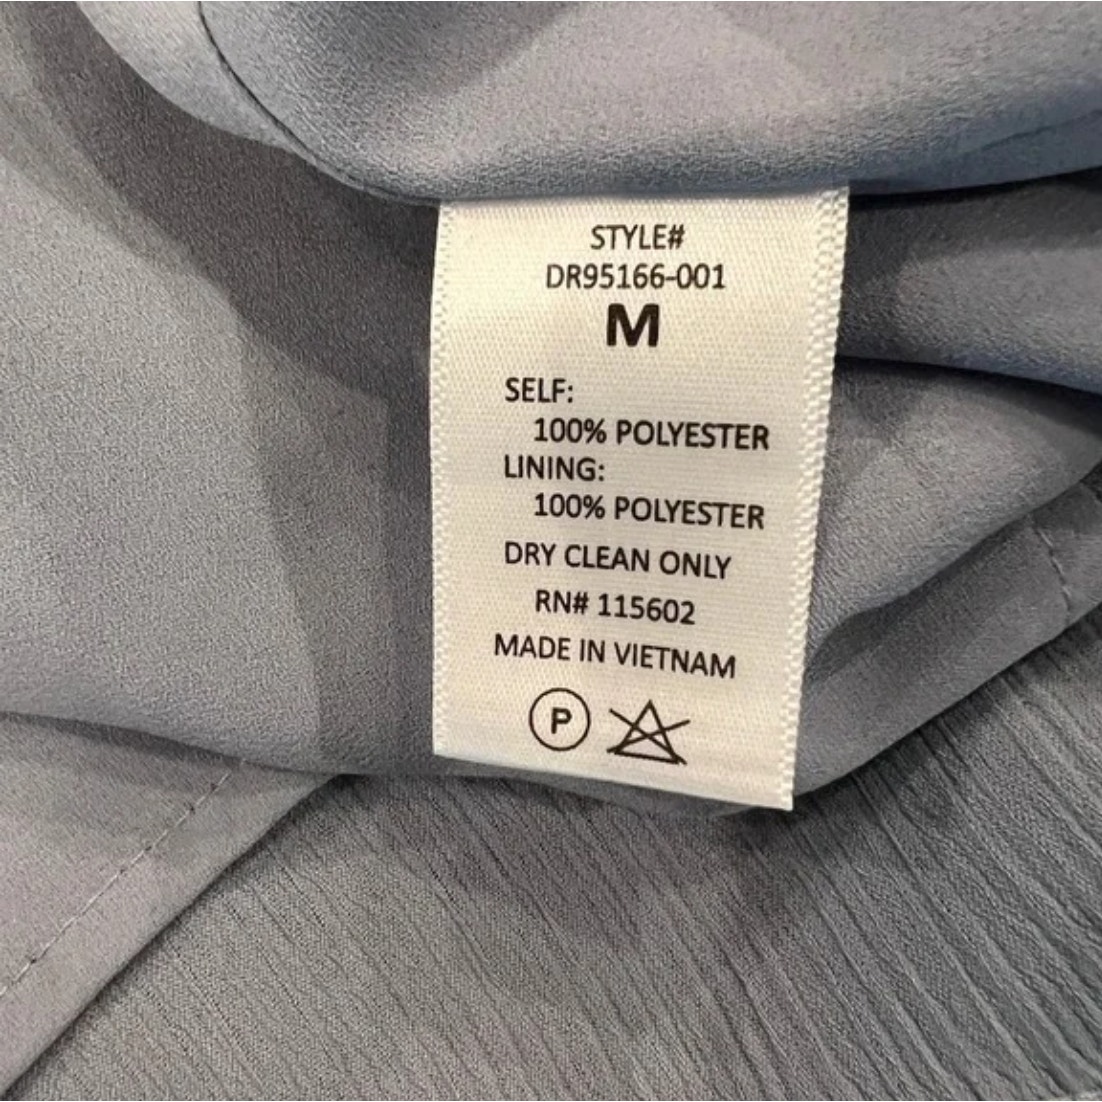 STYLE#
DR95166-001
M
SELF:
100% POLYESTER
LINING:
100% POLYESTER
DRY CLEAN ONLY
RN# 115602
MADE IN VIETNAM
P